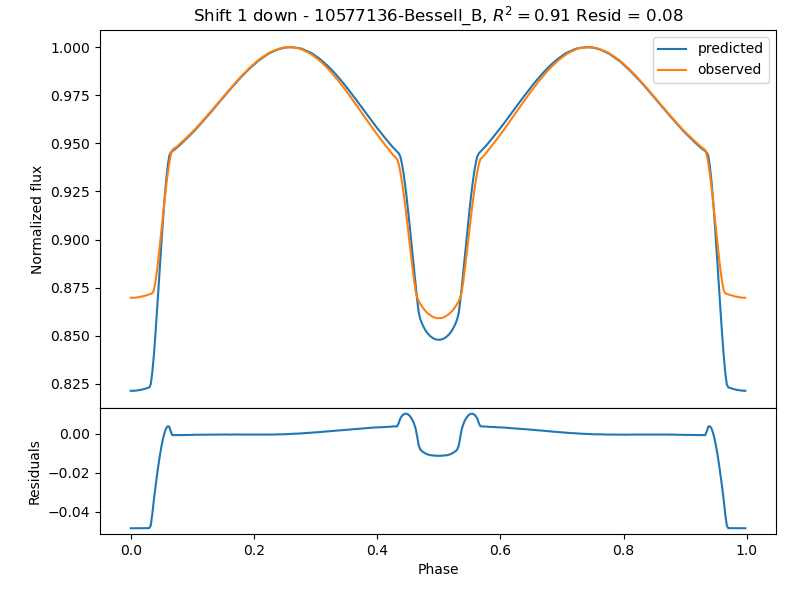 Shift 1 down - 10577136-Bessell_B, $R^2 = 0.91$ Resid = 0.08
predicted
observed
Normalized flux
1.000
0.975
0.950
0.925
0.900
0.875
0.850
0.825
Residuals
0.00
−0.02
−0.04
0.0
0.2
0.4
0.6
0.8
1.0
Phase